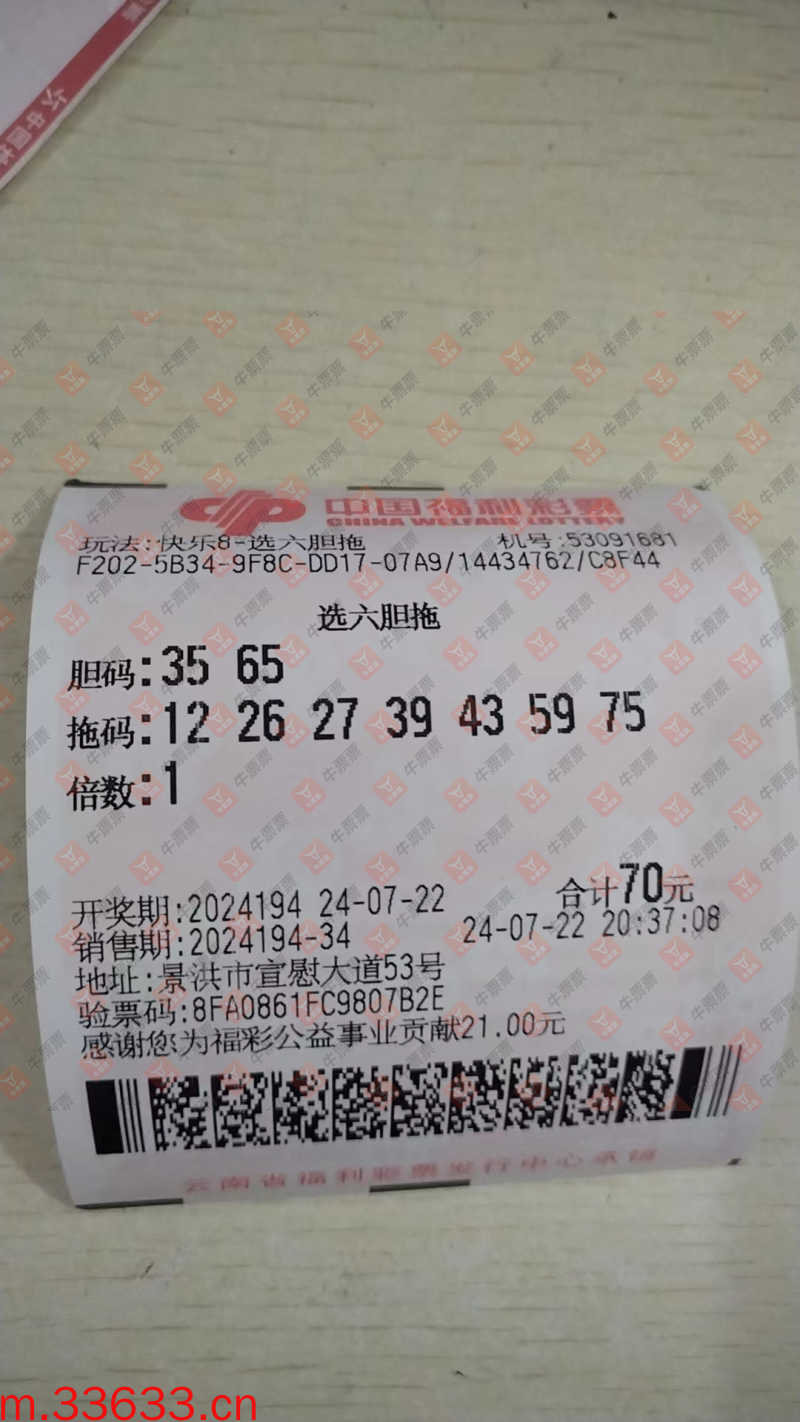 中国福利彩票
CHINA WELFARE LOTTERY
玩法:快乐8-选六胆拖 机号:53091681
F202-5B34-9F8C-DD17-07A9/14434762/C8F44
选六胆拖
胆码:35 65
拖码:12 26 27 39 43 59 75
倍数:1
合计70元
开奖期:2024194 24-07-22
销售期:2024194-34 24-07-22 20:37:08
地址:景洪市宣慰大道53号
验票码:8FA0861FC9807B2E
感谢您为福彩公益事业贡献21.00元
云南省福利彩票发行中心承销
牛票票
m.33633.cn